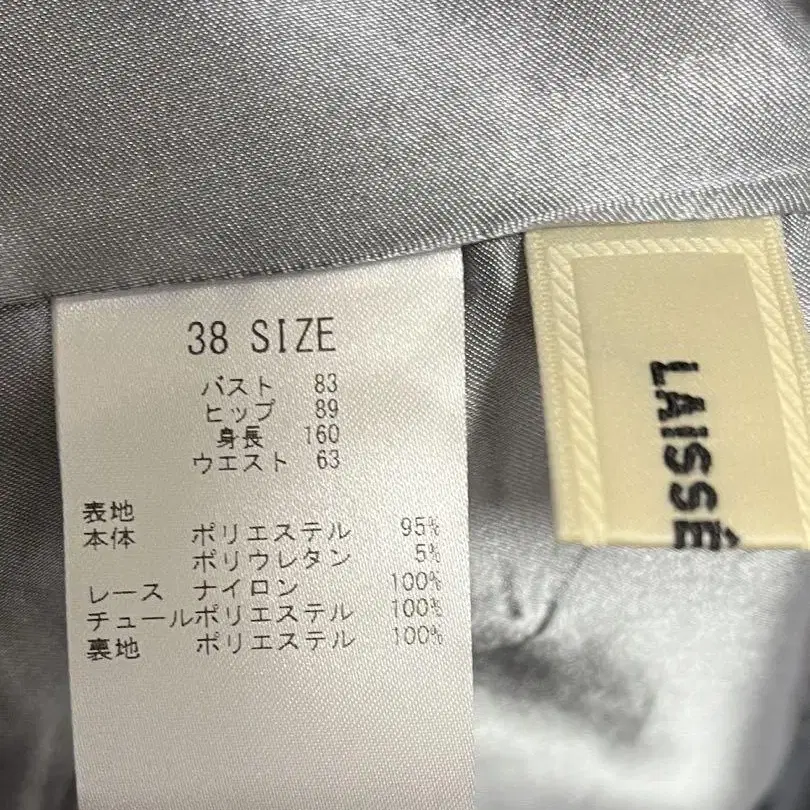 38 SIZE
バスト 83
ヒップ 89
身長 160
ウエスト 63
表地
本体 ポリエステル 95%
ポリウレタン 5%
レース ナイロン 100%
チュールポリエステル 100%
裏地 ポリエステル 100%
LAISSÉ